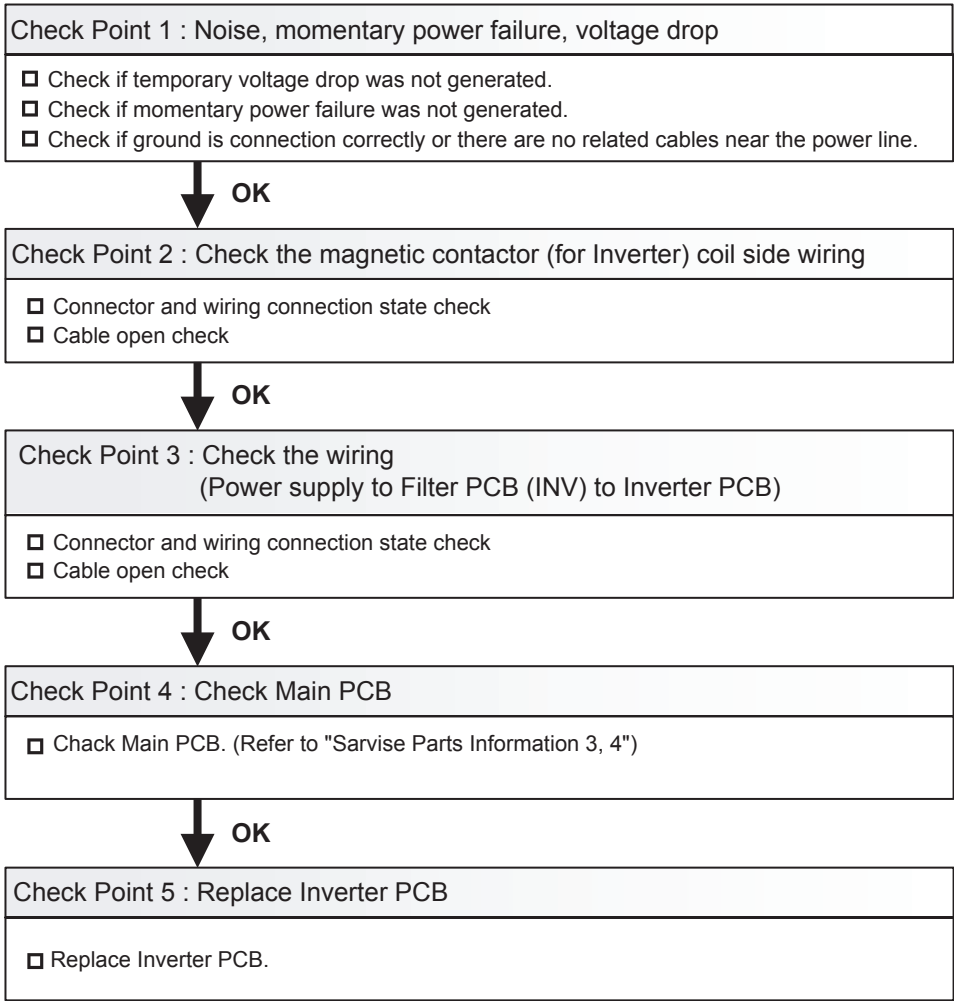 Check Point 1 : Noise, momentary power failure, voltage drop
Check if temporary voltage drop was not generated.
Check if momentary power failure was not generated.
Check if ground is connection correctly or there are no related cables near the power line.
OK
Check Point 2 : Check the magnetic contactor (for Inverter) coil side wiring
Connector and wiring connection state check
Cable open check
OK
Check Point 3 : Check the wiring
(Power supply to Filter PCB (INV) to Inverter PCB)
Connector and wiring connection state check
Cable open check
OK
Check Point 4 : Check Main PCB
Chack Main PCB. (Refer to "Sarvise Parts Information 3, 4")
OK
Check Point 5 : Replace Inverter PCB
Replace Inverter PCB.